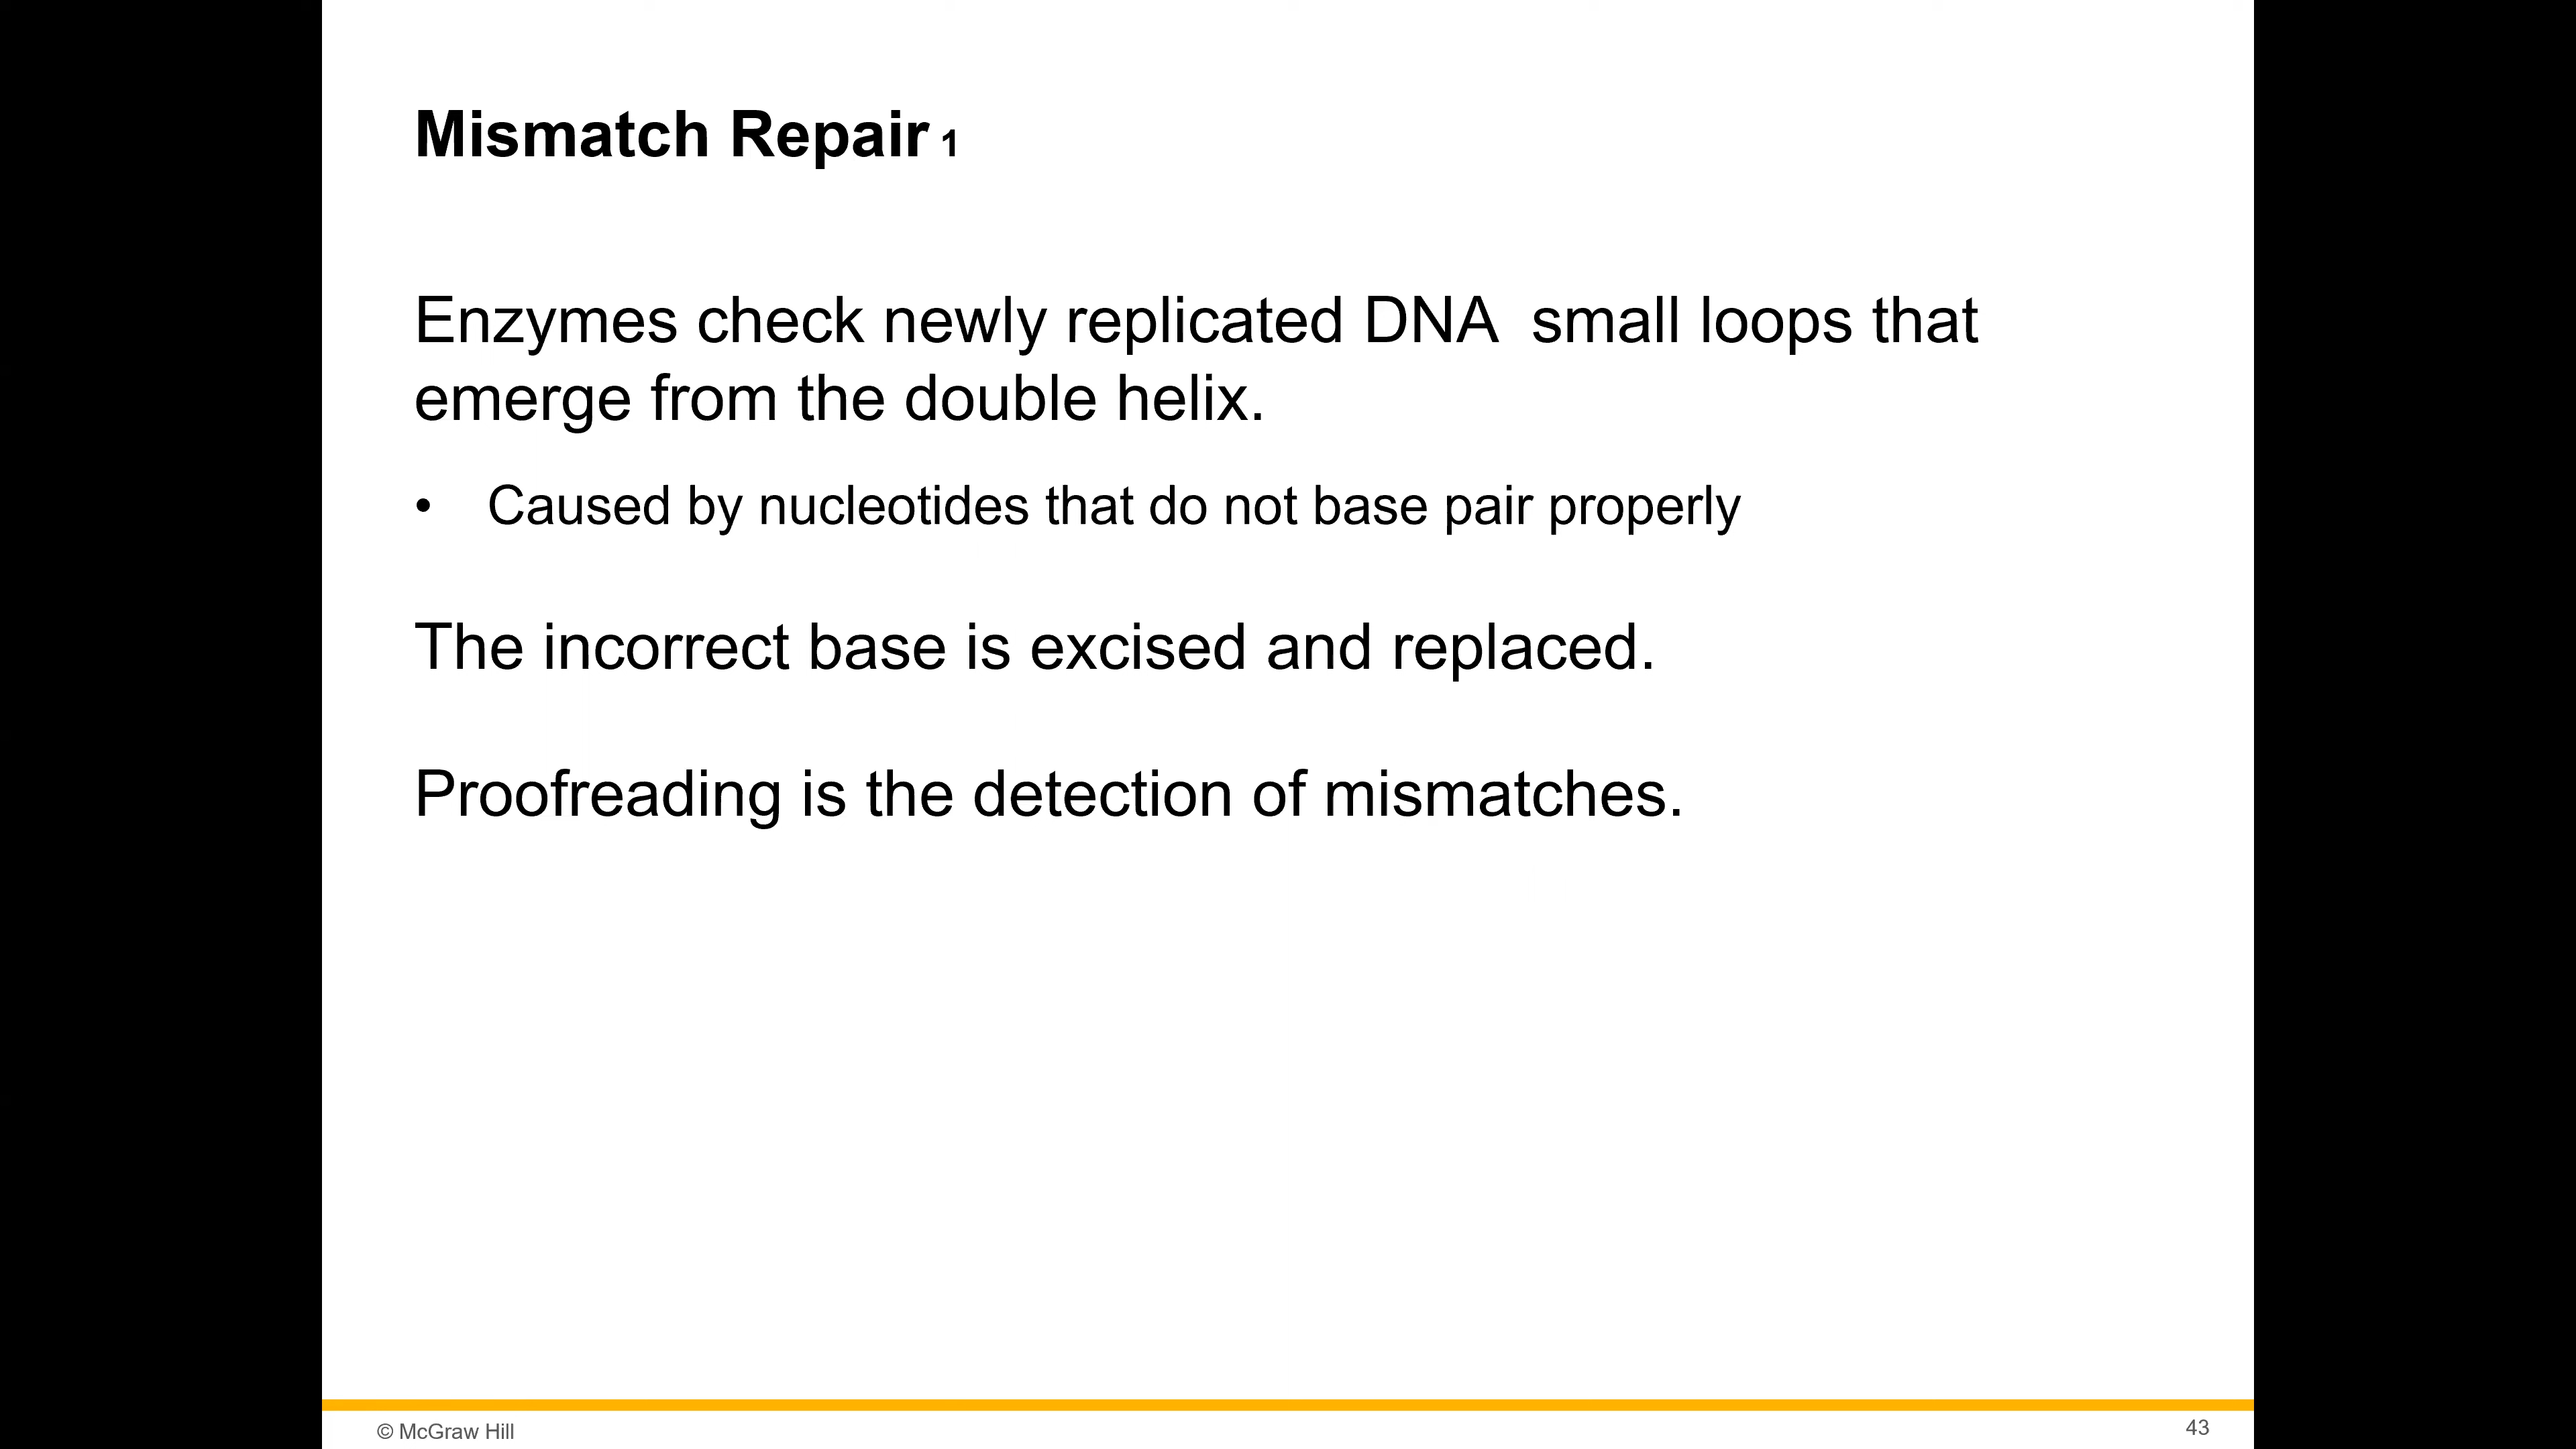 Mismatch Repair 1
Enzymes check newly replicated DNA  small loops that
emerge from the double helix.
• Caused by nucleotides that do not base pair properly
The incorrect base is excised and replaced.
Proofreading is the detection of mismatches.
© McGraw Hill
43